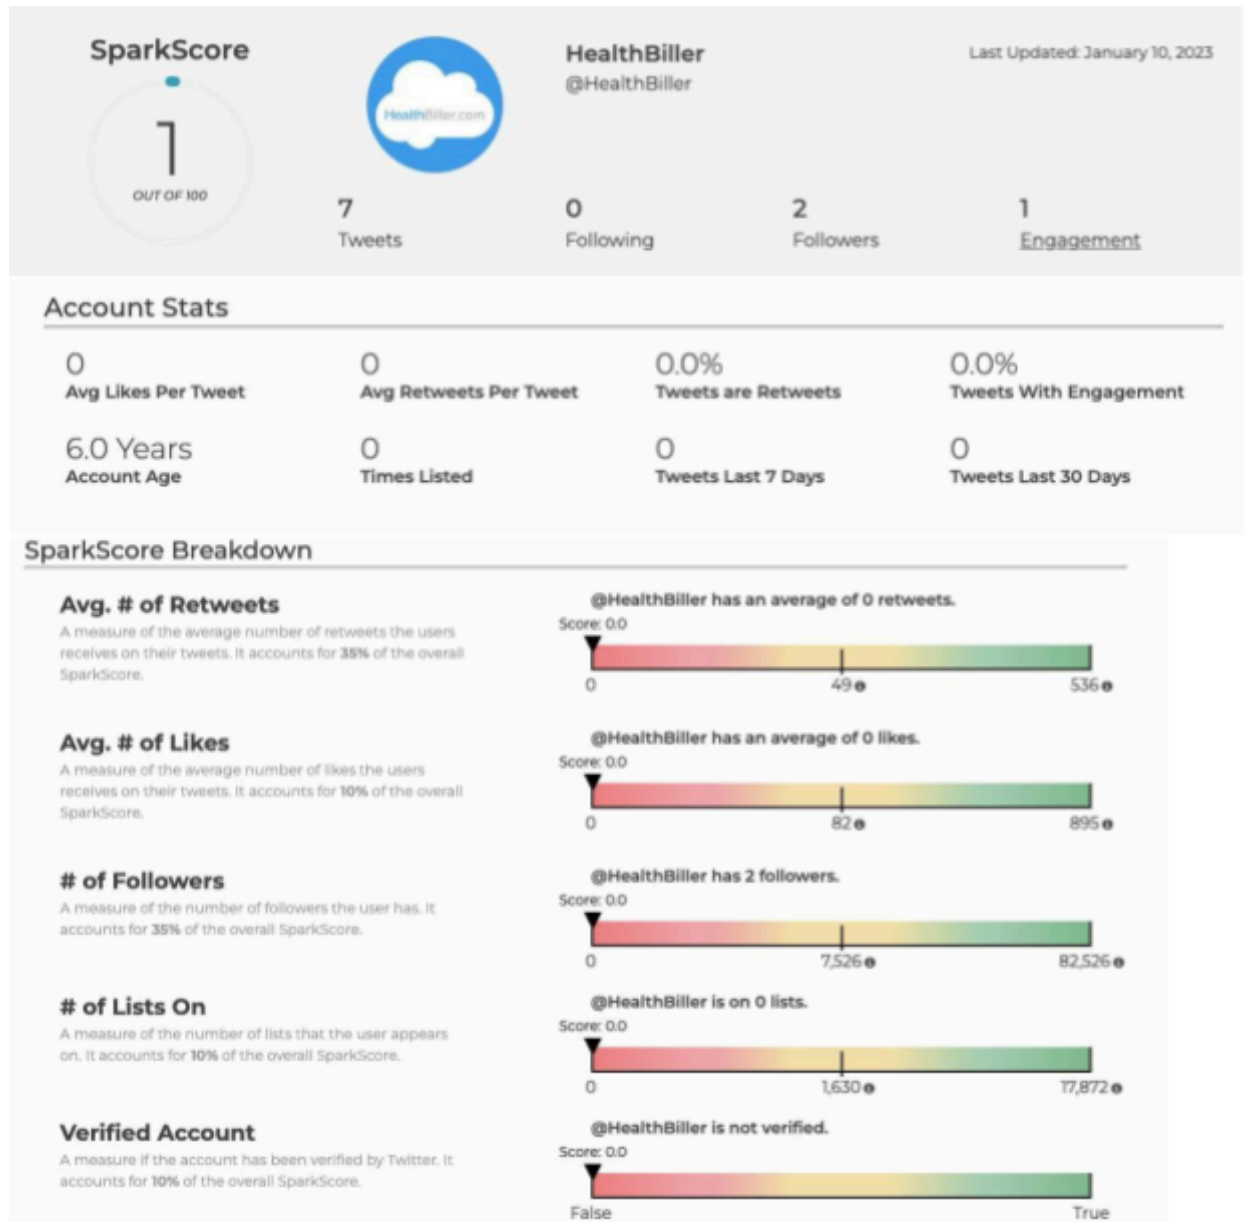 SparkScore
1
OUT OF 100
HealthBiller.com
HealthBiller
@HealthBiller
Last Updated: January 10, 2023
7
Tweets
0
Following
2
Followers
1
Engagement
Account Stats
0
Avg Likes Per Tweet
0
Avg Retweets Per Tweet
0.0%
Tweets are Retweets
0.0%
Tweets With Engagement
6.0 Years
Account Age
0
Times Listed
0
Tweets Last 7 Days
0
Tweets Last 30 Days
SparkScore Breakdown
Avg. # of Retweets
A measure of the average number of retweets the users
receives on their tweets. It accounts for 35% of the overall
SparkScore.
@HealthBiller has an average of 0 retweets.
Score: 0.0
0 49 536
Avg. # of Likes
A measure of the average number of likes the users
receives on their tweets. It accounts for 10% of the overall
SparkScore.
@HealthBiller has an average of 0 likes.
Score: 0.0
0 82 895
# of Followers
A measure of the number of followers the user has. It
accounts for 35% of the overall SparkScore.
@HealthBiller has 2 followers.
Score: 0.0
0 7,526 82,526
# of Lists On
A measure of the number of lists that the user appears
on. It accounts for 10% of the overall SparkScore.
@HealthBiller is on 0 lists.
Score: 0.0
0 1,630 17,872
Verified Account
A measure if the account has been verified by Twitter. It
accounts for 10% of the overall SparkScore.
@HealthBiller is not verified.
Score: 0.0
False True